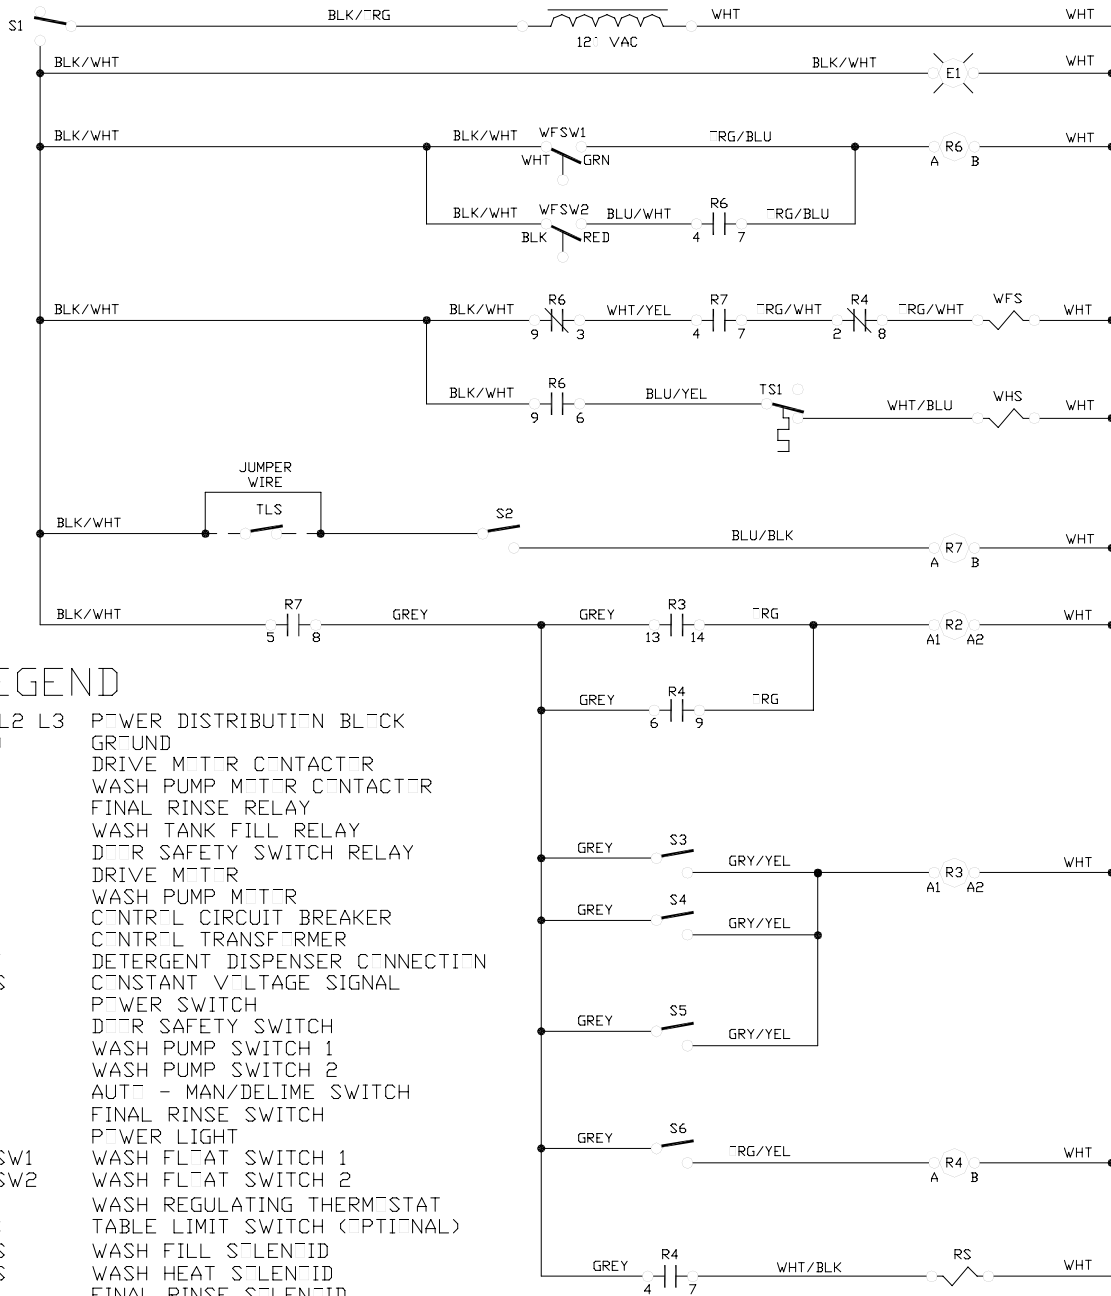 S1 BLK/ORG 120 VAC WHT WHT
BLK/WHT BLK/WHT E1 WHT
BLK/WHT BLK/WHT WFSW1 ORG/BLU R6 WHT
WHT GRN A B
BLK/WHT WFSW2 BLU/WHT R6 ORG/BLU
BLK RED 4 7
BLK/WHT BLK/WHT R6 WHT/YEL R7 ORG/WHT R4 ORG/WHT WFS WHT
9 3 4 7 2 8
BLK/WHT R6 BLU/YEL TS1 WHT/BLU WHS WHT
9 6
JUMPER
WIRE
BLK/WHT TLS S2 BLU/BLK R7 WHT
A B
BLK/WHT R7 GREY GREY R3 ORG R2 WHT
5 8 13 14 A1 A2
GREY R4 ORG
6 9
GREY S3 GRY/YEL R3 WHT
A1 A2
GREY S4 GRY/YEL
GREY S5 GRY/YEL
GREY S6 ORG/YEL R4 WHT
A B
GREY R4 WHT/BLK RS WHT
4 7
EGEND
L2 L3 POWER DISTRIBUTION BLOCK
GROUND
DRIVE MOTOR CONTACTOR
WASH PUMP MOTOR CONTACTOR
FINAL RINSE RELAY
WASH TANK FILL RELAY
DOOR SAFETY SWITCH RELAY
DRIVE MOTOR
WASH PUMP MOTOR
CONTROL CIRCUIT BREAKER
CONTROL TRANSFORMER
DETERGENT DISPENSER CONNECTION
S CONSTANT VOLTAGE SIGNAL
POWER SWITCH
DOOR SAFETY SWITCH
WASH PUMP SWITCH 1
WASH PUMP SWITCH 2
AUTO - MAN/DELIME SWITCH
FINAL RINSE SWITCH
POWER LIGHT
SW1 WASH FLOAT SWITCH 1
SW2 WASH FLOAT SWITCH 2
WASH REGULATING THERMOSTAT
TABLE LIMIT SWITCH (OPTIONAL)
S WASH FILL SOLENOID
S WASH HEAT SOLENOID
FINAL RINSE SOLENOID